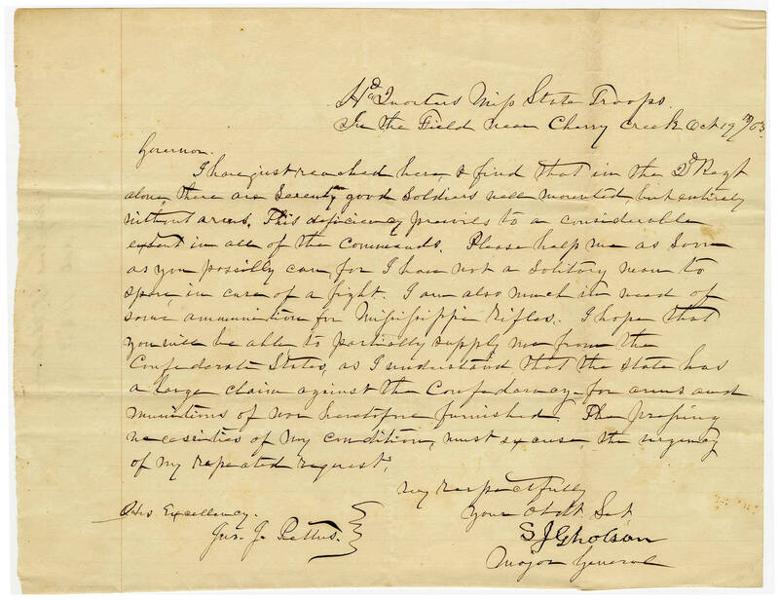 Hd Quarters Miss State Troops
In the Field near Cherry Creek Oct 19th /63
Governor.
I have just reached here & find that in the 2d Regt
alone, there are Seventy good Soldiers well mounted, but entirely
without arms. This deficiency prevails to a considerable
extent in all of the Commands. Please help me as Soon
as you possilly can, for I have not a Solitary man to
spare, in case of a fight. I am also much in need of
some ammunition for Mississippi Rifles. I hope that
you will be able to partially supply me from the
Confederate States, as I understand that the State has
a large claim against the Confederacy for arms and
munitions of war heretofore furnished. The pressing
necessities of my condition, must excuse the urgency
of my repeated request.
Very respectfully
Your Obdt Svt
S J Gholson
Major General
His Excellency.
Jno. J. Pettus.